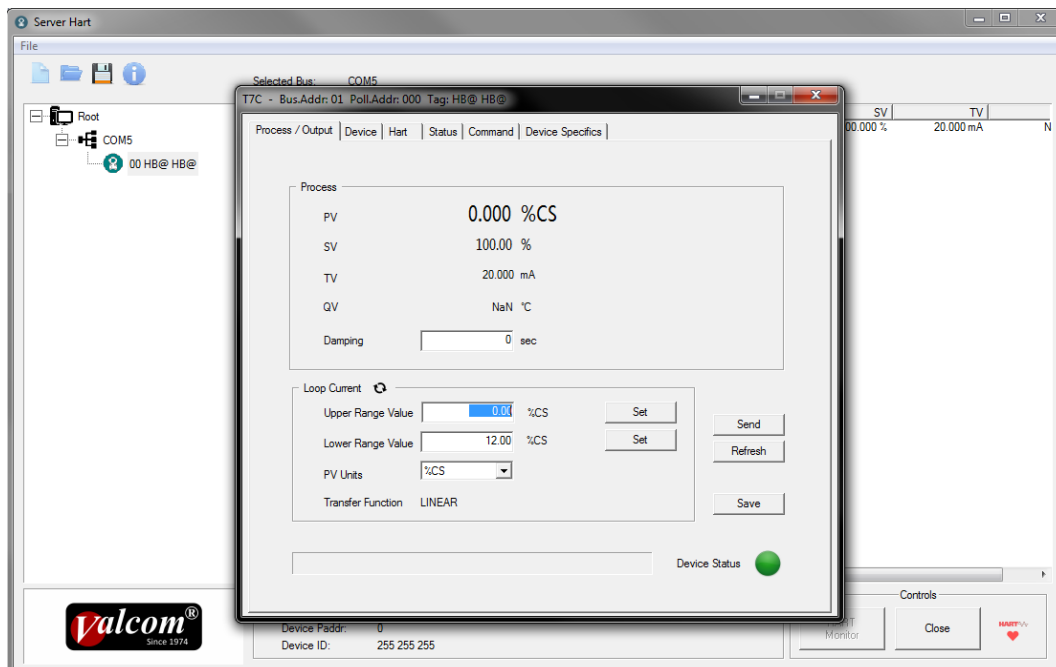 Server Hart
File
Selected Bus: COM5
Root
COM5
00 HB@ HB@
T7C - Bus.Addr: 01 Poll.Addr: 000 Tag: HB@ HB@
Process / Output Device Hart Status Command Device Specifics
SV TV
00.000 % 20.000 mA N
Process
PV 0.000 %CS
SV 100.00 %
TV 20.000 mA
QV NaN °C
Damping 0 sec
Loop Current
Upper Range Value 0.00 %CS Set
Lower Range Value 12.00 %CS Set
PV Units %CS
Transfer Function LINEAR
Send
Refresh
Save
Device Status
Valcom®
Since 1974
Device Paddr: 0
Device ID: 255 255 255
Controls
Monitor
Close
HART